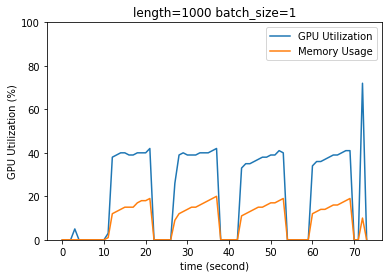 length=1000 batch_size=1
GPU Utilization (%)
100
80
60
40
20
0
GPU Utilization
Memory Usage
0 10 20 30 40 50 60 70
time (second)